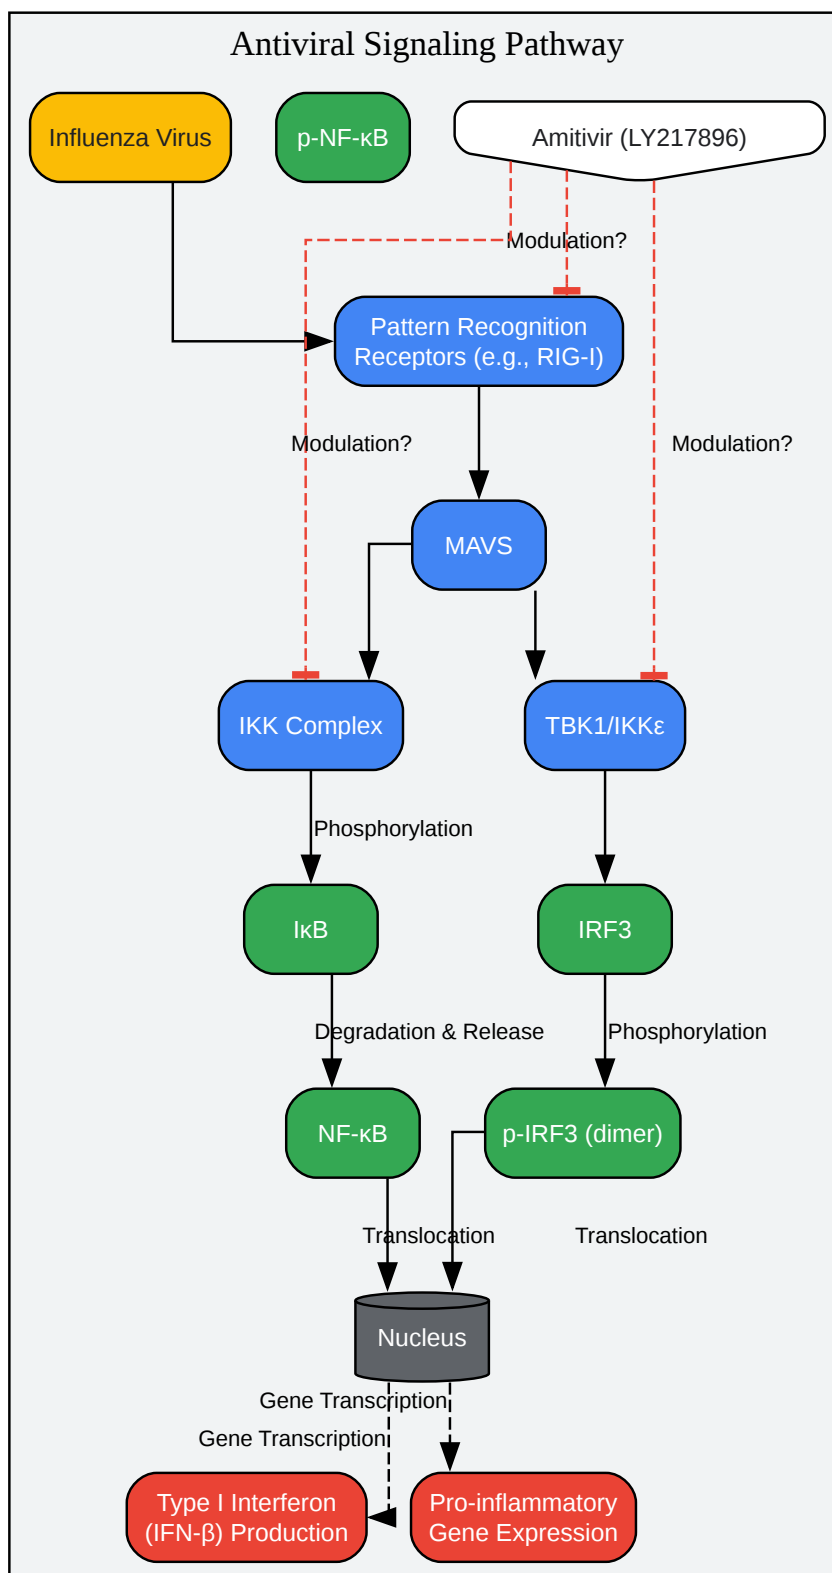 Antiviral Signaling Pathway
Influenza Virus
p-NF-κB
Amitivir (LY217896)
Modulation?
Pattern Recognition
Receptors (e.g., RIG-I)
Modulation?
Modulation?
MAVS
IKK Complex
TBK1/IKKε
Phosphorylation
IκB
IRF3
Degradation & Release
Phosphorylation
NF-κB
p-IRF3 (dimer)
Translocation
Translocation
Nucleus
Gene Transcription
Gene Transcription
Type I Interferon
(IFN-β) Production
Pro-inflammatory
Gene Expression